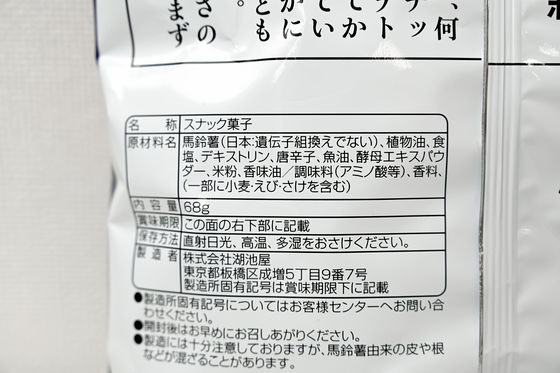 名称 スナック菓子
原材料名 馬鈴薯(日本:遺伝子組換えでない)、植物油、食
塩、デキストリン、唐辛子、魚油、酵母エキスパウ
ダー、米粉、香味油/調味料(アミノ酸等)、香料、
(一部に小麦・えび・さけを含む)
内容量 68g
賞味期限 この面の右下部に記載
保存方法 直射日光、高温、多湿をおさけください。
製造者 株式会社湖池屋
東京都板橋区成増5丁目9番7号
製造所固有記号は賞味期限下に記載
●製造所固有記号についてはお客様センターへお問い合
わせください。
●開封後はお早めにお召しあがりください。
●製造には十分注意しておりますが、馬鈴薯由来の皮や根
などが混ざることがあります。